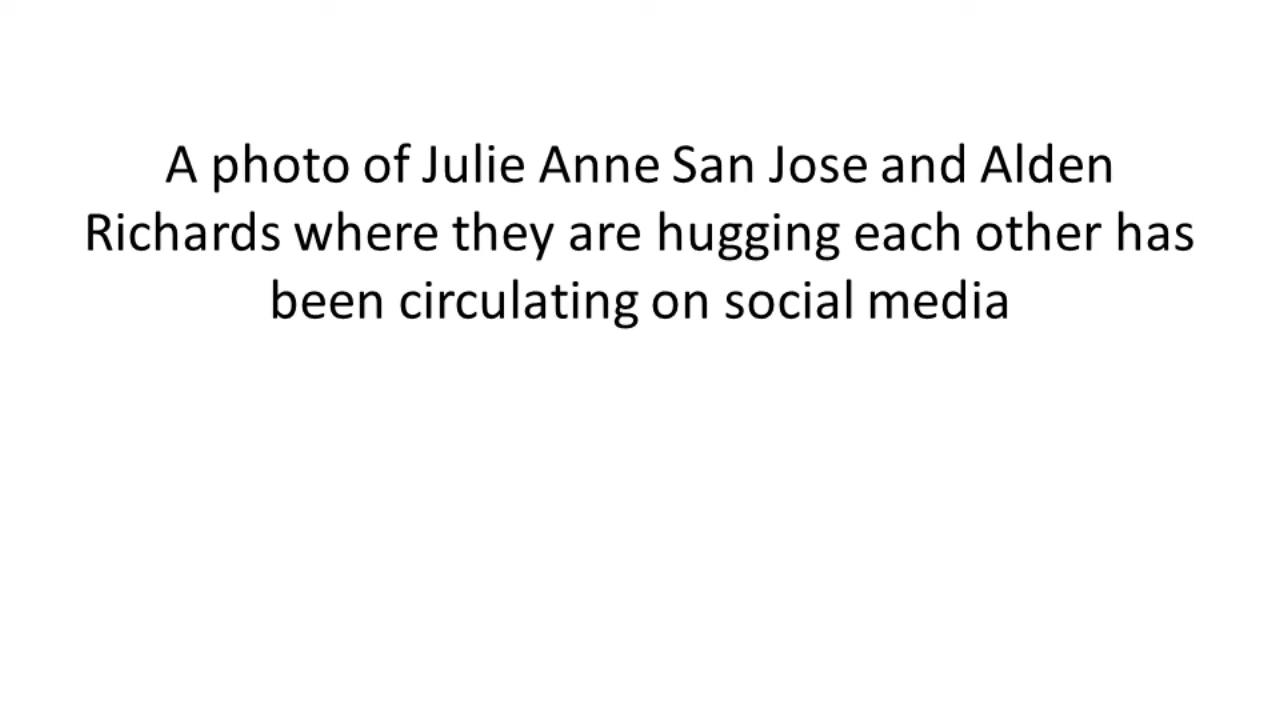 A photo of Julie Anne San Jose and Alden
Richards where they are hugging each other has
been circulating on social media